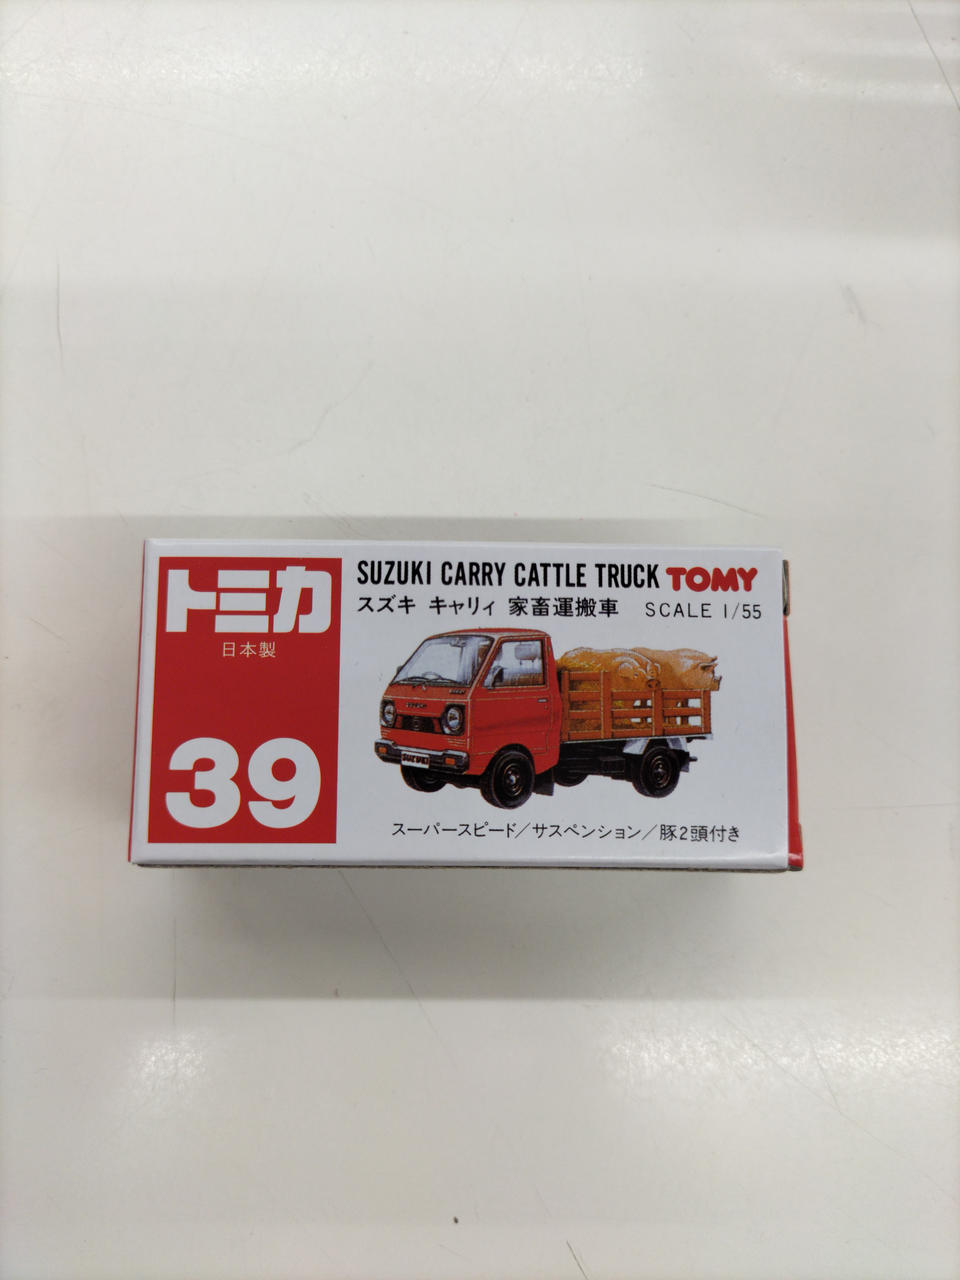 トミカ
日本製
39
SUZUKI CARRY CATTLE TRUCK TOMY
スズキ キャリィ 家畜運搬車 SCALE 1/55
SUZUKI
スーパースピード/サスペンション/豚2頭付き